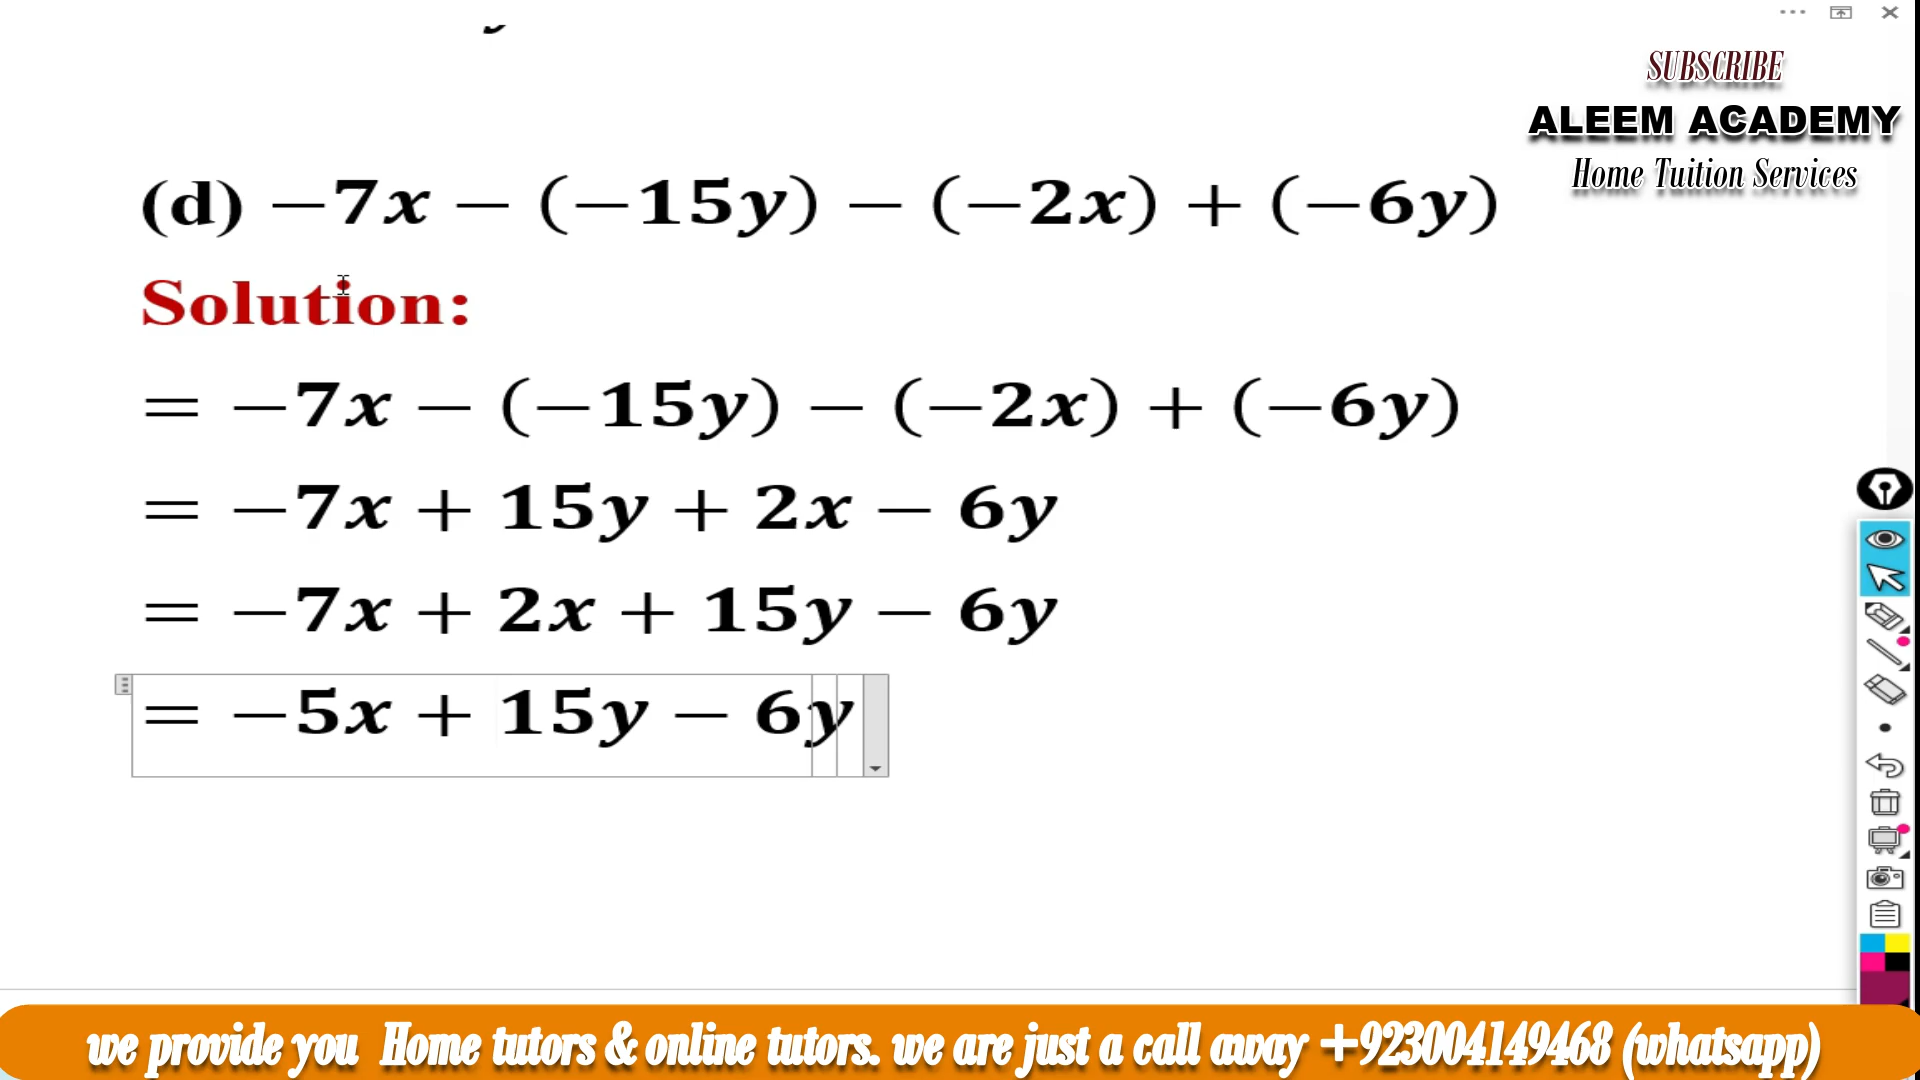 SUBSCRIBE
ALEEM ACADEMY
Home Tuition Services
(d) −7x − (−15y) − (−2x) + (−6y)
Solution:
= −7x − (−15y) − (−2x) + (−6y)
= −7x + 15y + 2x − 6y
= −7x + 2x + 15y − 6y
= −5x + 15y − 6y
we provide you Home tutors & online tutors. we are just a call away +923004149468 (whatsapp)